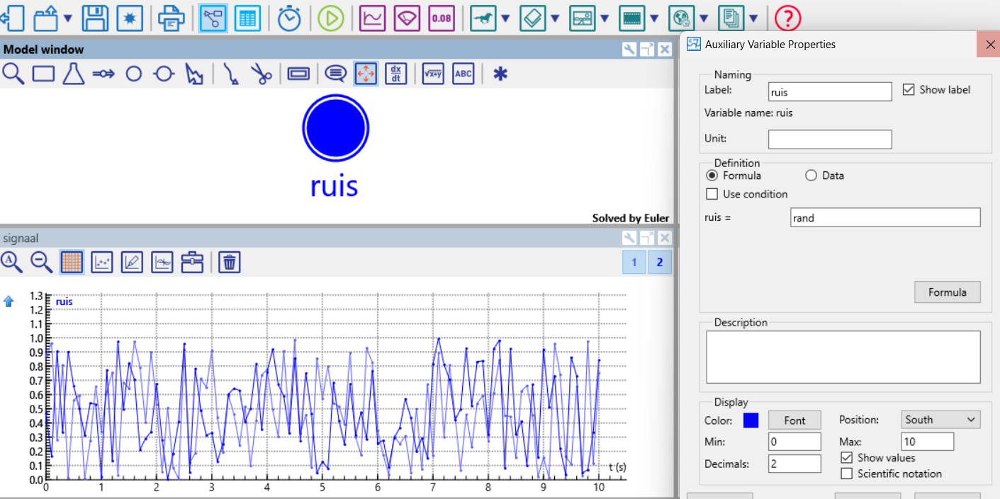 0.08
?
Auxiliary Variable Properties
Model window
dx
dt
√x+y
ABC
ruis
Solved by Euler
Naming
Label:
ruis
Show label
Variable name: ruis
Unit:
Definition
Formula
Data
Use condition
ruis =
rand
Formula
Description
Display
Color:
Font
Position:
South
Min:
0
Max:
10
Decimals:
2
Show values
Scientific notation
signaal
A
1
2
ruis
1.3
1.2
1.1
1.0
0.9
0.8
0.7
0.6
0.5
0.4
0.3
0.2
0.1
0.0
t (s)
0 1 2 3 4 5 6 7 8 9 10